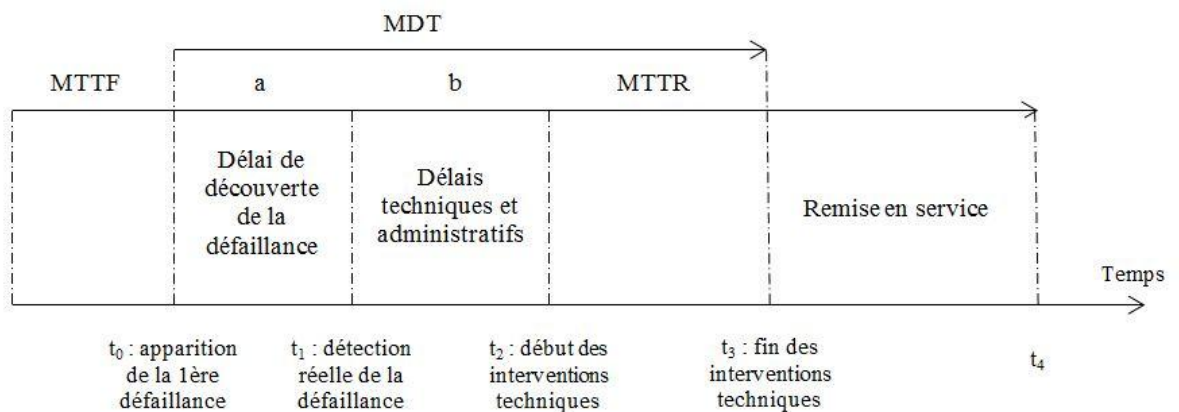 MDT
MTTF
a
b
MTTR
Délai de
découverte
de la
défaillance
Délais
techniques et
administratifs
Remise en service
Temps
t₀ : apparition
de la 1ère
défaillance
t₁ : détection
réelle de la
défaillance
t₂ : début des
interventions
techniques
t₃ : fin des
interventions
techniques
t₄